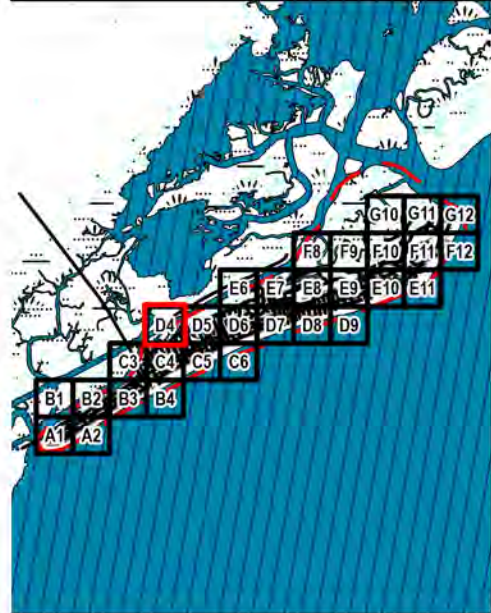 G10 G11 G12
F8 F9 F10 F11 F12
E6 E7 E8 E9 E10 E11
D4 D5 D6 D7 D8 D9
C3 C4 C5 C6
B1 B2 B3 B4
A1 A2